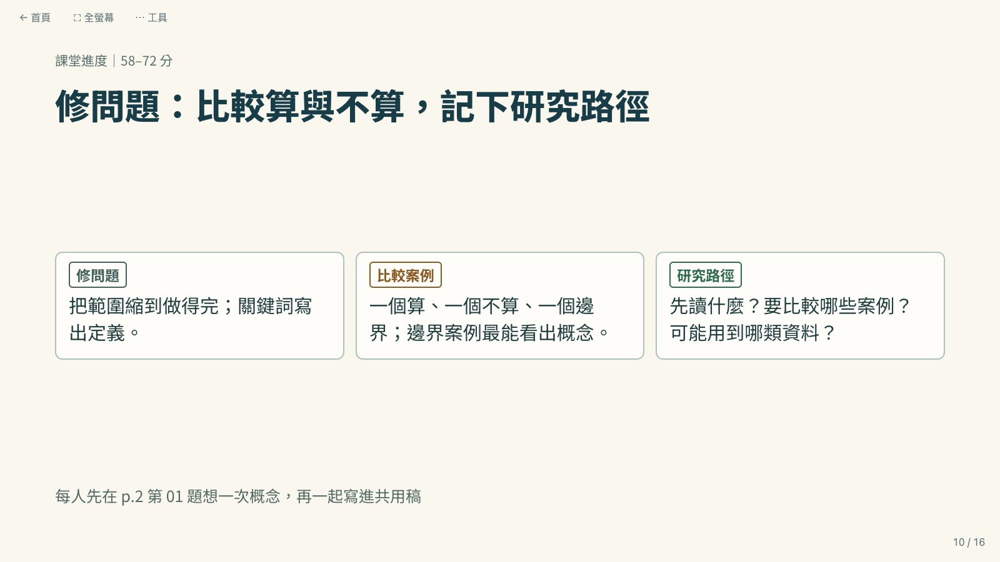 ← 首頁
全螢幕
⋯ 工具
課堂進度｜58–72 分
修問題：比較算與不算，記下研究路徑
修問題
把範圍縮到做得完；關鍵詞寫
出定義。
比較案例
一個算、一個不算、一個邊
界；邊界案例最能看出概念。
研究路徑
先讀什麼？要比較哪些案例？
可能用到哪類資料？
每人先在 p.2 第 01 題想一次概念，再一起寫進共用稿
10 / 16